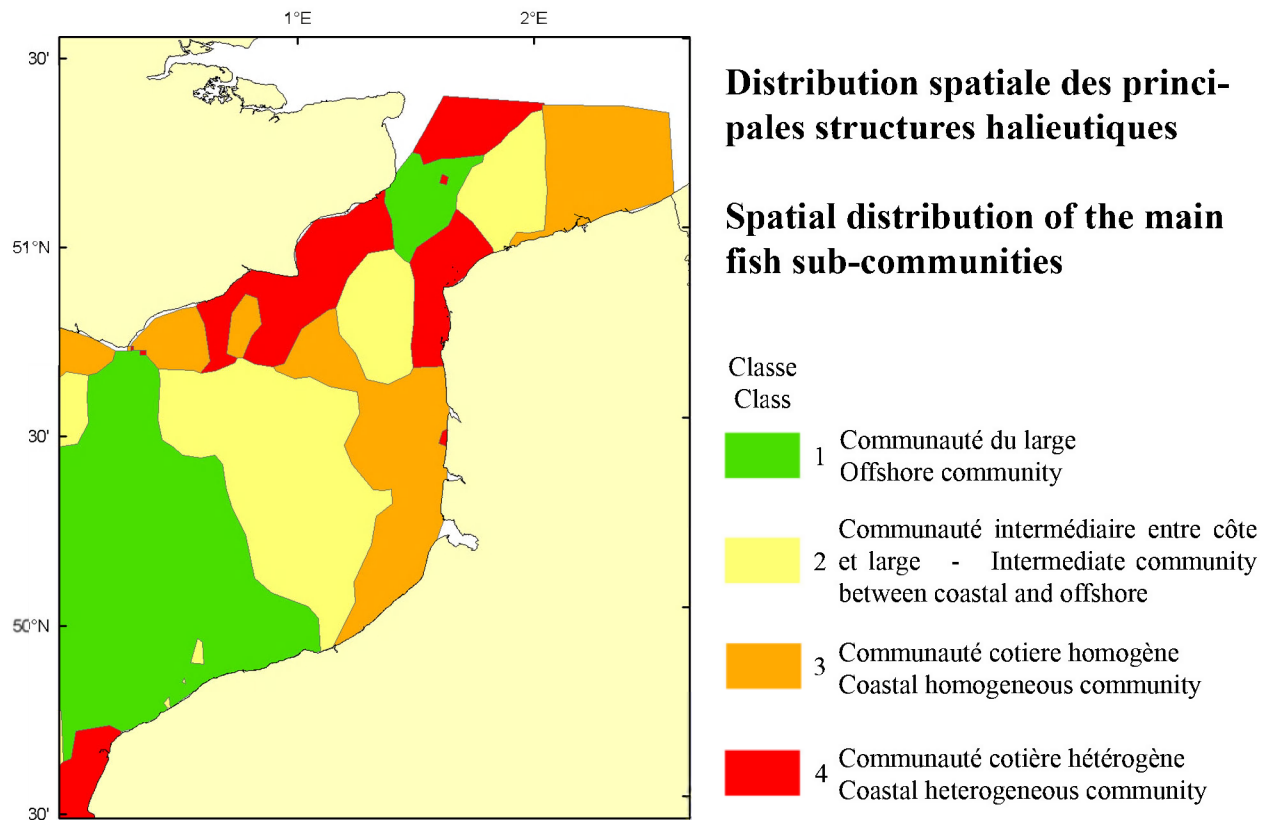 1°E 2°E
30'
51°N
30'
50°N
30'
Distribution spatiale des princi-
pales structures halieutiques
Spatial distribution of the main
fish sub-communities
Classe
Class
1 Communauté du large
Offshore community
Communauté intermédiaire entre côte
2 et large - Intermediate community
between coastal and offshore
3 Communauté cotiere homogène
Coastal homogeneous community
4 Communauté cotière hétérogène
Coastal heterogeneous community